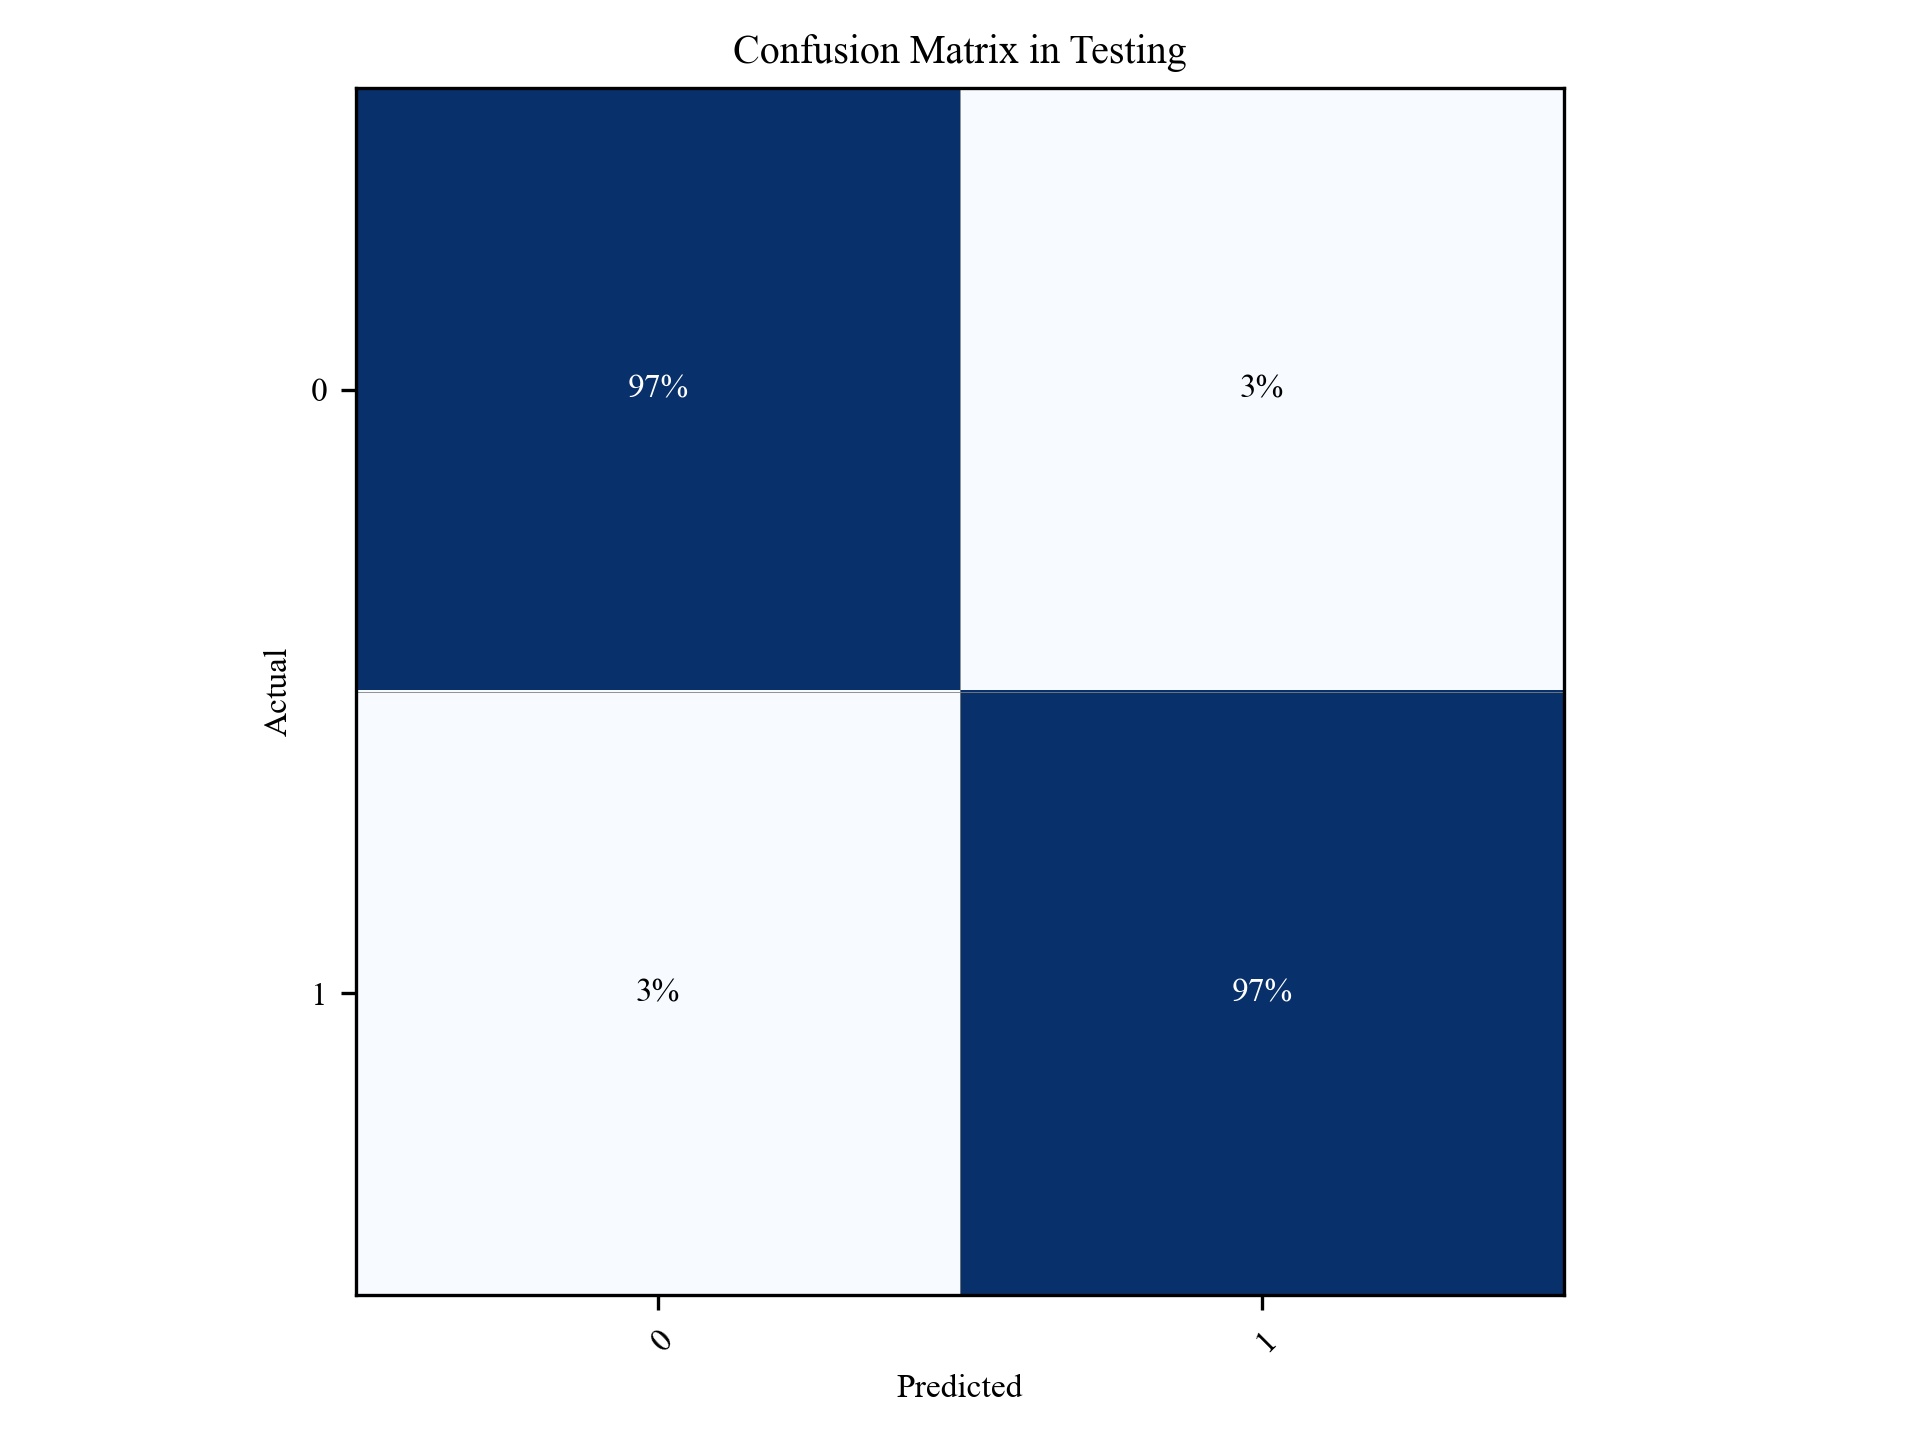 Confusion Matrix in Testing
97%
3%
0
Actual
3%
97%
1
0
1
Predicted